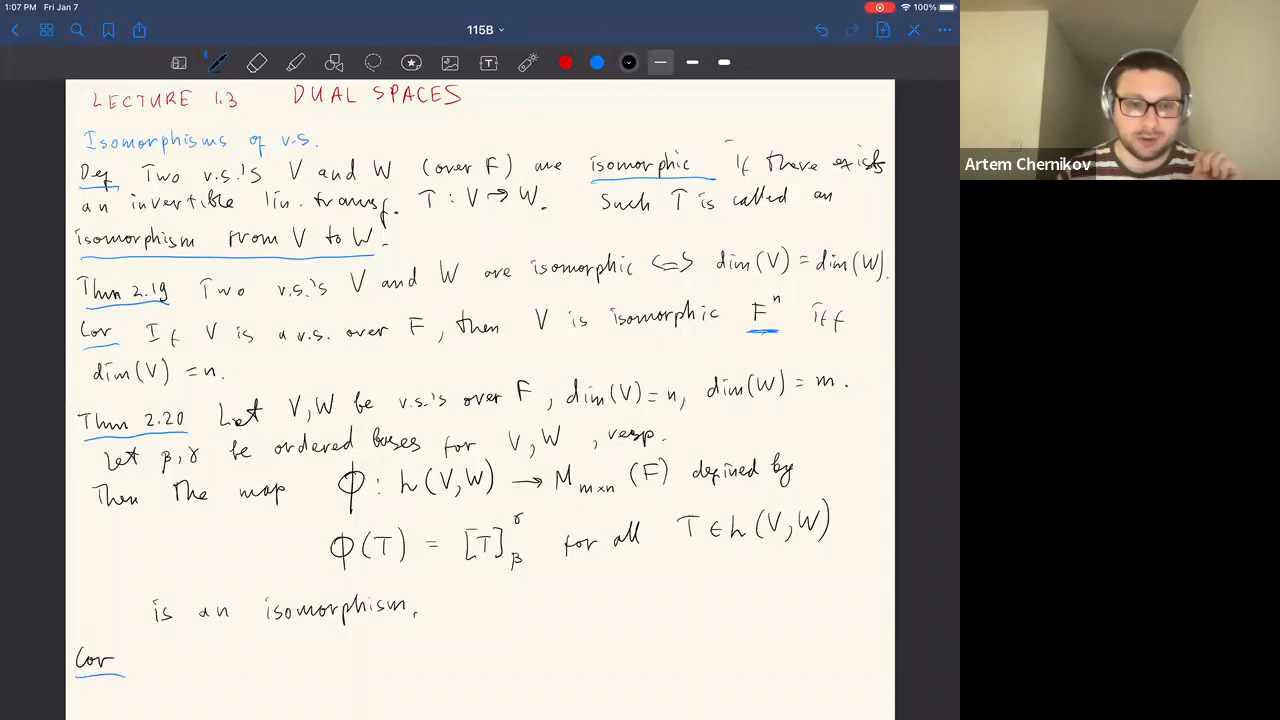 1:07 PM Fri Jan 7
100%
115B
LECTURE 1.3 DUAL SPACES
Isomorphisms of v.s.
Def Two v.s.'s V and W (over F) are isomorphic if there exists
an invertible lin. transf. T : V → W. Such T is called an
isomorphism from V to W.
Thm 2.19 Two v.s.'s V and W are isomorphic ⟺ dim(V) = dim(W).
Cor If V is a v.s. over F, then V is isomorphic Fⁿ iff
dim(V) = n.
Thm 2.20 Let V, W be v.s.'s over F, dim(V) = n, dim(W) = m.
Let β, γ be ordered bases for V, W, resp.
Then the map Φ : L(V,W) → M_{m×n} (F) defined by
Φ(T) = [T]_β^γ for all T ∈ L(V,W)
is an isomorphism.
Cor
Artem Chernikov